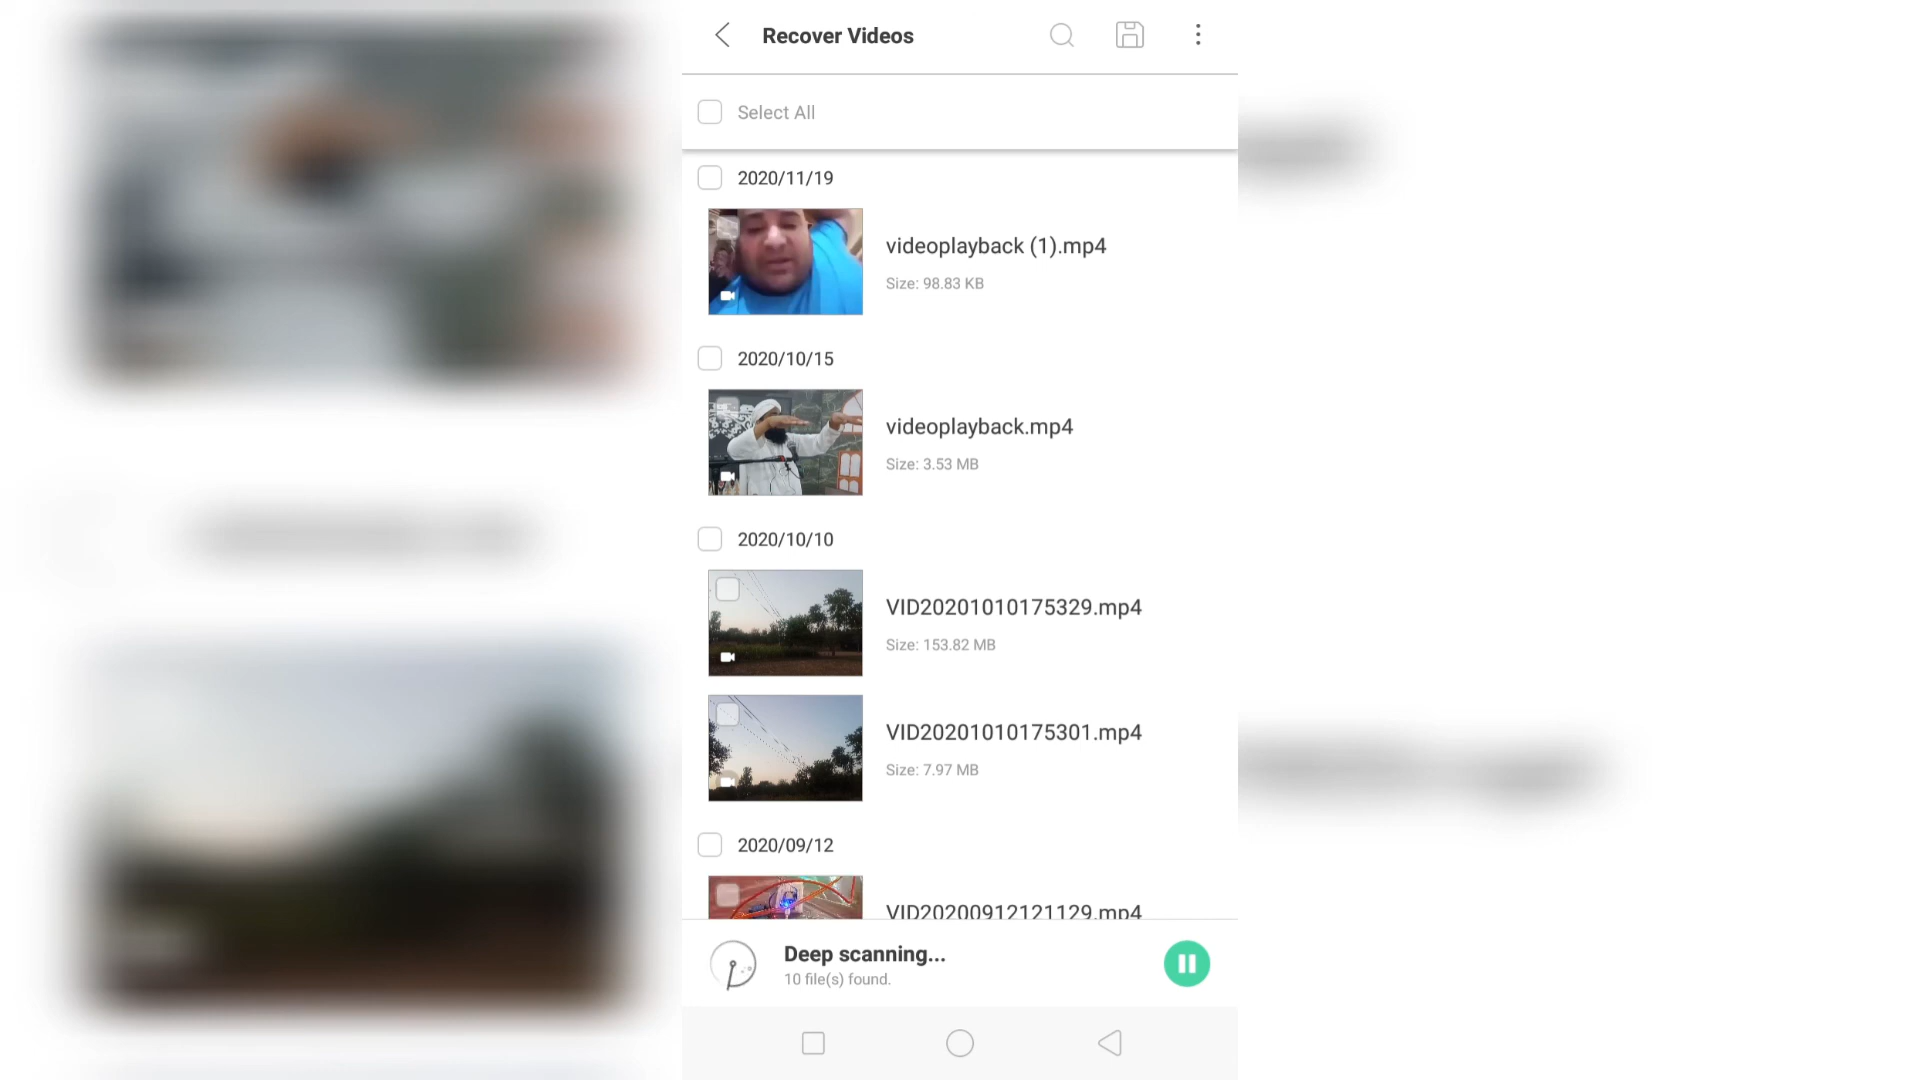 Recover Videos
Select All
2020/11/19
videoplayback (1).mp4
Size: 98.83 KB
2020/10/15
videoplayback.mp4
Size: 3.53 MB
2020/10/10
VID20201010175329.mp4
Size: 153.82 MB
VID20201010175301.mp4
Size: 7.97 MB
2020/09/12
VID20200912121129.mp4
Deep scanning...
10 file(s) found.